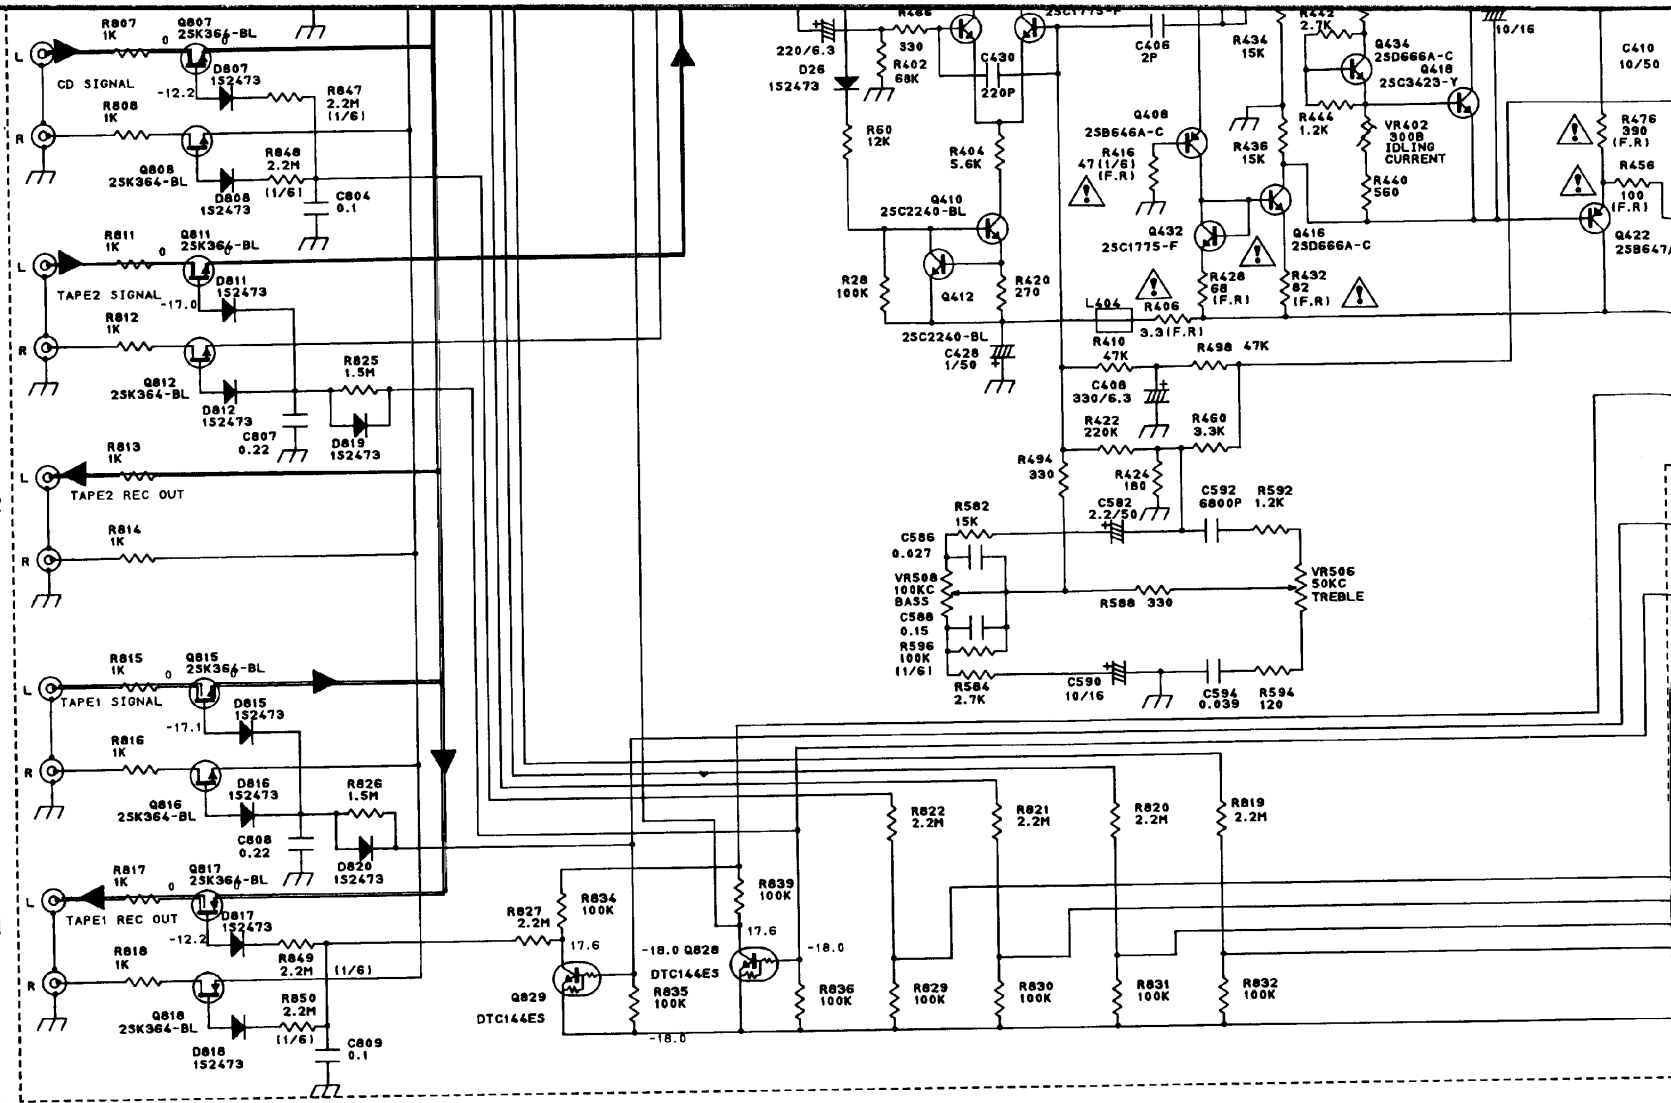 R807
1K
Q807
2SK364-BL
0
0
L
CD SIGNAL
D807
1S2473
-12.2
R847
2.2M
(1/6)
R808
1K
R
Q808
2SK364-BL
R848
2.2M
(1/6)
D808
1S2473
C804
0.1
R811
1K
0
Q811
2SK364-BL
0
L
TAPE2 SIGNAL
D811
1S2473
-17.0
R812
1K
R
Q812
2SK364-BL
R825
1.5M
D812
1S2473
C807
0.22
D819
1S2473
R813
1K
L
TAPE2 REC OUT
R814
1K
R
R815
1K
0
Q815
2SK364-BL
L
TAPE1 SIGNAL
D815
1S2473
-17.1
R816
1K
R
Q816
2SK364-BL
D816
1S2473
R826
1.5M
C808
0.22
D820
1S2473
R817
1K
0
Q817
2SK364-BL
0
L
TAPE1 REC OUT
D817
1S2473
-12.2
R818
1K
R849
2.2M
(1/6)
R
Q818
2SK364-BL
R850
2.2M
(1/6)
D818
1S2473
C809
0.1
R827
2.2M
R834
100K
17.6
Q829
DTC144ES
R839
100K
17.6
-18.0
Q828
DTC144ES
-18.0
R835
100K
-18.0
R836
100K
R822
2.2M
R821
2.2M
R820
2.2M
R819
2.2M
R829
100K
R830
100K
R831
100K
R832
100K
220/6.3
330
R402
68K
D26
1S2473
C430
220P
2SC1775-F
C406
2P
R60
12K
R404
5.6K
Q410
2SC2240-BL
R28
100K
Q412
2SC2240-BL
R420
270
C428
1/50
Q408
2SB646A-C
R416
47(1/6)
(F.R)
Q432
2SC1775-F
R434
15K
R436
15K
Q416
2SD666A-C
R428
68
(F.R)
R432
82
(F.R)
L404
R406
3.3(F.R)
R442
2.7K
Q434
2SD666A-C
Q418
2SC3423-Y
R444
1.2K
VR402
300B
IDLING
CURRENT
R440
560
10/16
C410
10/50
R476
390
(F.R)
R456
100
(F.R)
Q422
2SB647
R410
47K
R498
47K
C408
330/6.3
R422
220K
R460
3.3K
R494
330
R424
180
C582
2.2/50
C592
6800P
R592
1.2K
R582
15K
C586
0.027
VR508
100KC
BASS
C588
0.15
R596
100K
(1/6)
R584
2.7K
C590
10/16
R588
330
VR506
50KC
TREBLE
C594
0.039
R594
120